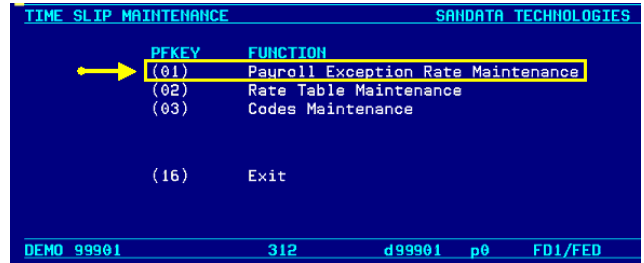 TIME SLIP MAINTENANCE SANDATA TECHNOLOGIES
PFKEY FUNCTION
(01) Payroll Exception Rate Maintenance
(02) Rate Table Maintenance
(03) Codes Maintenance
(16) Exit
DEMO 99901 312 d99901 p0 FD1/FED